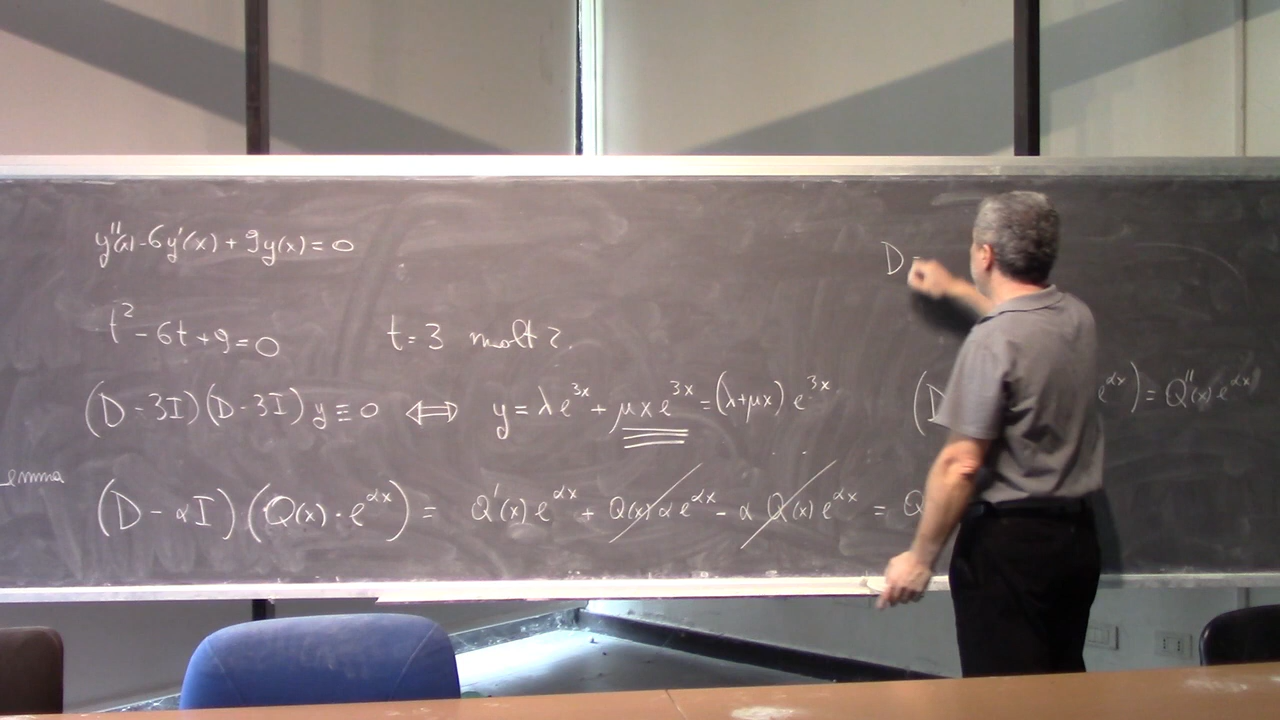 y''(x)-6y'(x)+9y(x)=0
D=
t²-6t+9=0 t=3 molt 2.
(D-3I)(D-3I)y≡0 ⟺ y=λe^{3x}+μxe^{3x}=(λ+μx)e^{3x} (D e^{αx})=Q''(x)e^{αx}
emma
(D-αI)(Q(x)·e^{αx})= Q'(x)e^{αx}+Q(x)αe^{αx}-αQ(x)e^{αx}=Q